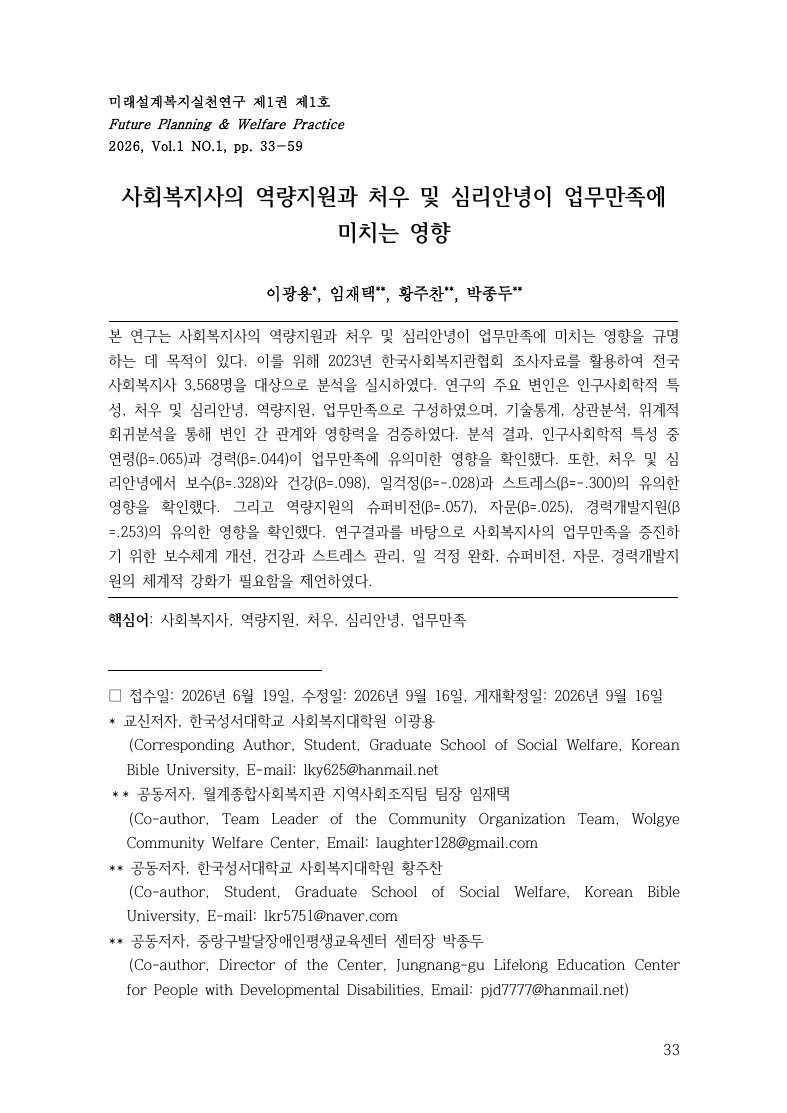 미래설계복지실천연구 제1권 제1호
Future Planning & Welfare Practice
2026, Vol.1 NO.1, pp. 33-59
사회복지사의 역량지원과 처우 및 심리안녕이 업무만족에
미치는 영향
이광용*, 임재택**, 황주찬**, 박종두**
본 연구는 사회복지사의 역량지원과 처우 및 심리안녕이 업무만족에 미치는 영향을 규명
하는 데 목적이 있다. 이를 위해 2023년 한국사회복지관협회 조사자료를 활용하여 전국
사회복지사 3,568명을 대상으로 분석을 실시하였다. 연구의 주요 변인은 인구사회학적 특
성, 처우 및 심리안녕, 역량지원, 업무만족으로 구성하였으며, 기술통계, 상관분석, 위계적
회귀분석을 통해 변인 간 관계와 영향력을 검증하였다. 분석 결과, 인구사회학적 특성 중
연령(β=.065)과 경력(β=.044)이 업무만족에 유의미한 영향을 확인했다. 또한, 처우 및 심
리안녕에서 보수(β=.328)와 건강(β=.098), 일걱정(β=-.028)과 스트레스(β=-.300)의 유의한
영향을 확인했다. 그리고 역량지원의 슈퍼비전(β=.057), 자문(β=.025), 경력개발지원(β
=.253)의 유의한 영향을 확인했다. 연구결과를 바탕으로 사회복지사의 업무만족을 증진하
기 위한 보수체계 개선, 건강과 스트레스 관리, 일 걱정 완화, 슈퍼비전, 자문, 경력개발지
원의 체계적 강화가 필요함을 제언하였다.
핵심어: 사회복지사, 역량지원, 처우, 심리안녕, 업무만족
□ 접수일: 2026년 6월 19일, 수정일: 2026년 9월 16일, 게재확정일: 2026년 9월 16일
* 교신저자, 한국성서대학교 사회복지대학원 이광용
(Corresponding Author, Student, Graduate School of Social Welfare, Korean
Bible University, E-mail: lky625@hanmail.net
** 공동저자, 월계종합사회복지관 지역사회조직팀 팀장 임재택
(Co-author, Team Leader of the Community Organization Team, Wolgye
Community Welfare Center, Email: laughter128@gmail.com
** 공동저자, 한국성서대학교 사회복지대학원 황주찬
(Co-author, Student, Graduate School of Social Welfare, Korean Bible
University, E-mail: lkr5751@naver.com
** 공동저자, 중랑구발달장애인평생교육센터 센터장 박종두
(Co-author, Director of the Center, Jungnang-gu Lifelong Education Center
for People with Developmental Disabilities, Email: pjd7777@hanmail.net)
33